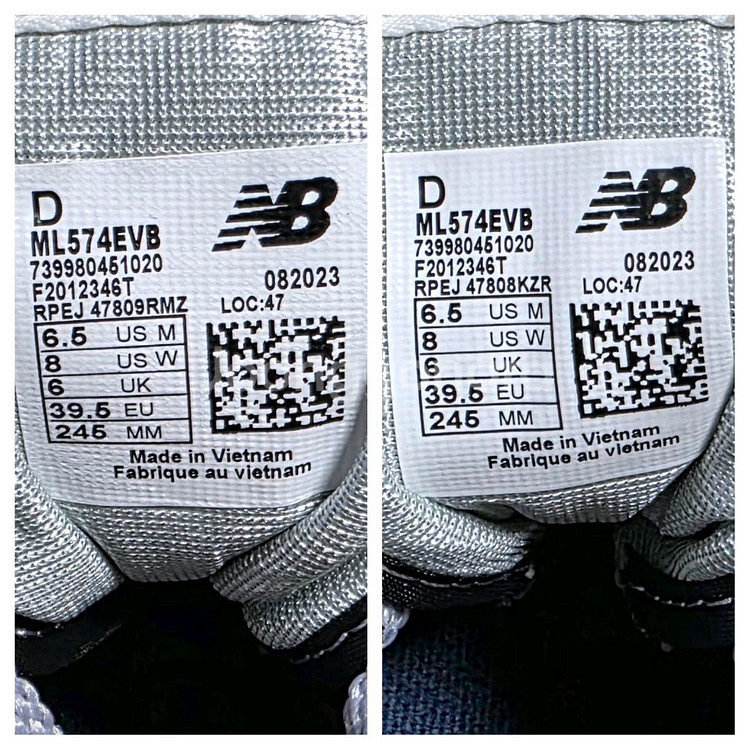 D
NB
ML574EVB
739980451020
F2012346T
082023
RPEJ 47809RMZ
LOC:47
6.5 US M
8 US W
6 UK
39.5 EU
245 MM
Made in Vietnam
Fabrique au vietnam
D
NB
ML574EVB
739980451020
F2012346T
082023
RPEJ 47808KZR
LOC:47
6.5 US M
8 US W
6 UK
39.5 EU
245 MM
Made in Vietnam
Fabrique au vietnam